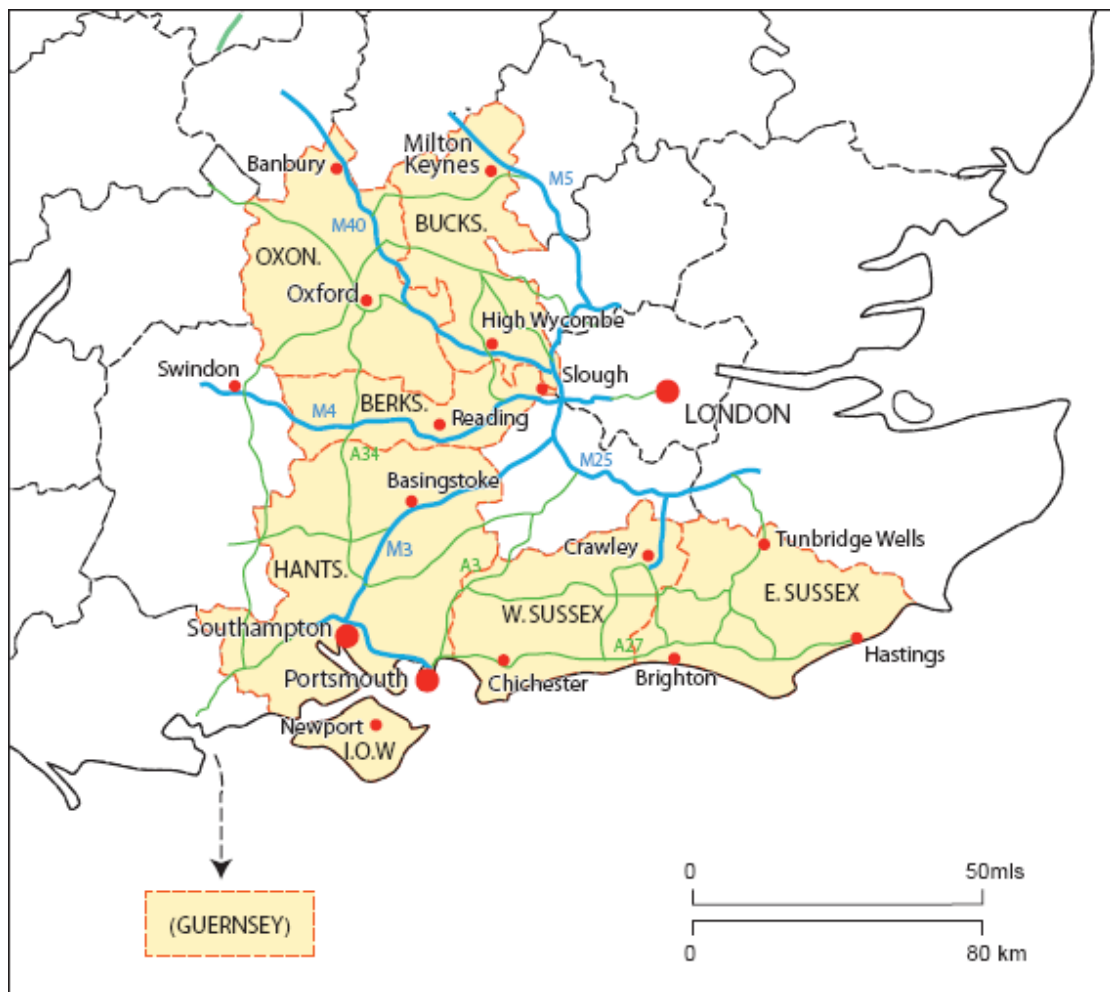 Banbury
Milton
Keynes
M5
M40
BUCKS.
OXON.
Oxford
High Wycombe
Swindon
Slough
M4
BERKS.
Reading
LONDON
A34
M25
Basingstoke
M3
A3
Crawley
Tunbridge Wells
HANTS.
W. SUSSEX
E. SUSSEX
Southampton
A27
Hastings
Portsmouth
Chichester
Brighton
Newport
I.O.W
(GUERNSEY)
0 50mls
0 80 km